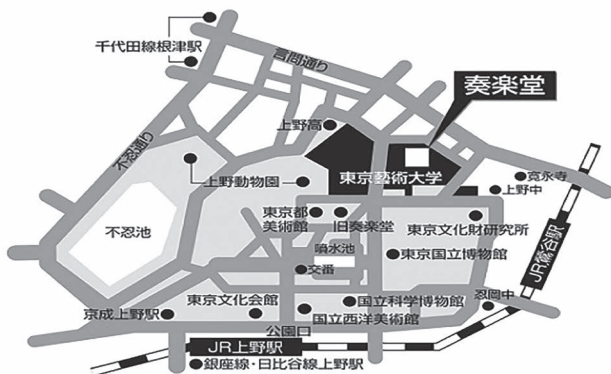 千代田線根津駅
言問通り
奏楽堂
上野高
不忍通り
東京藝術大学
上野動物園
寛永寺
上野中
東京都
美術館
旧奏楽堂
東京文化財研究所
不忍池
噴水池
東京国立博物館
JR鶯谷駅
交番
東京文化会館
国立科学博物館
忍岡中
京成上野駅
国立西洋美術館
公園口
JR上野駅
銀座線・日比谷線上野駅